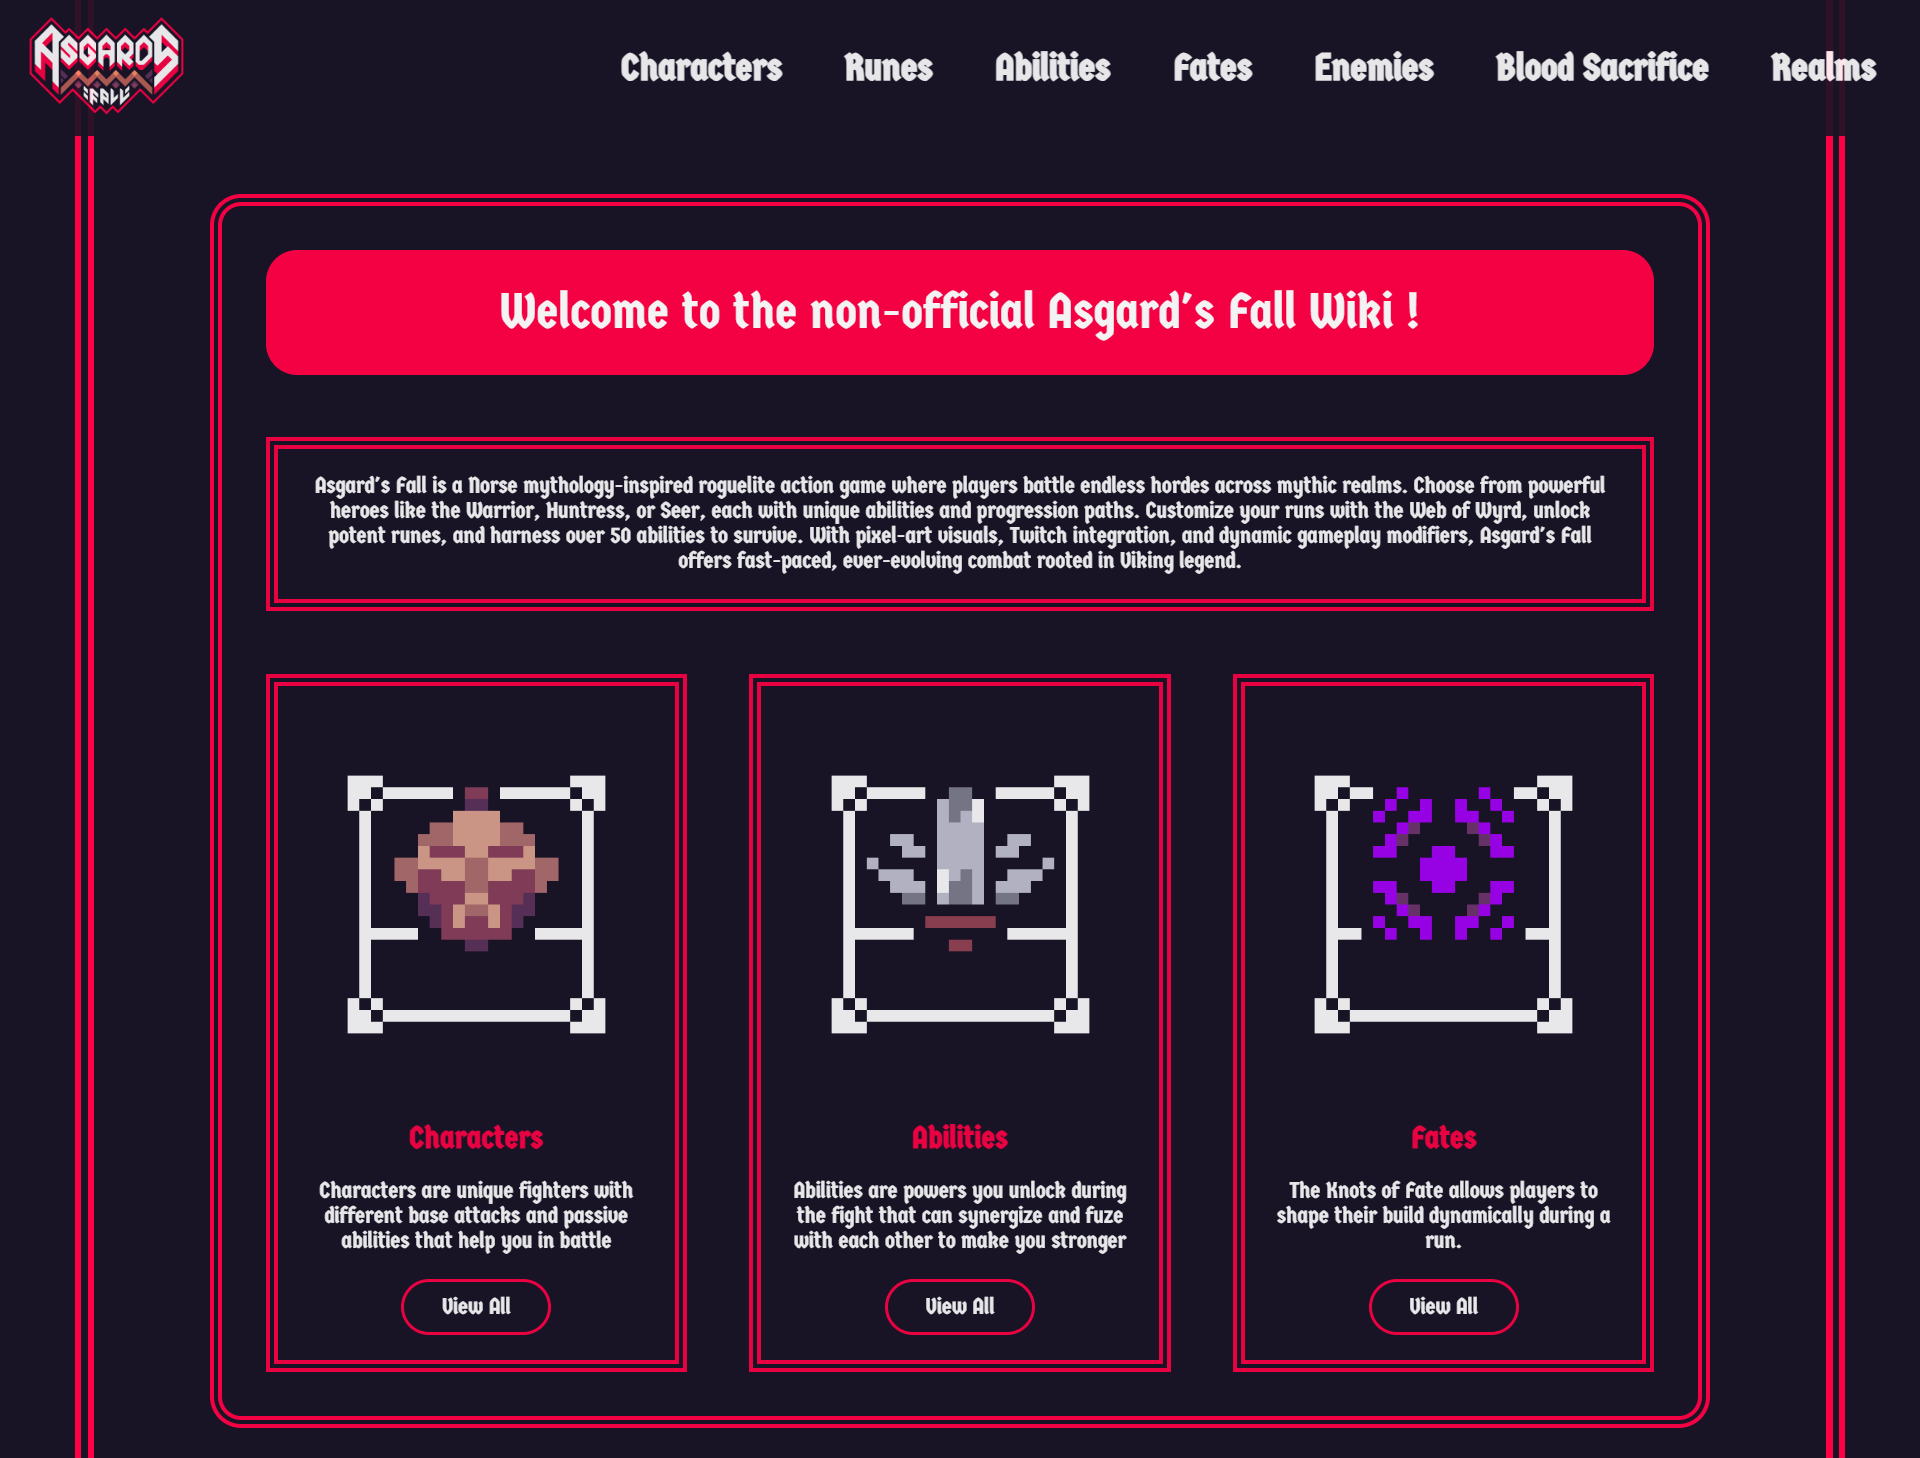 ASGARDS
FALL
Characters
Runes
Abilities
Fates
Enemies
Blood Sacrifice
Realms
Welcome to the non-official Asgard's Fall Wiki !
Asgard's Fall is a Norse mythology-inspired roguelite action game where players battle endless hordes across mythic realms. Choose from powerful
heroes like the Warrior, Huntress, or Seer, each with unique abilities and progression paths. Customize your runs with the Web of Wyrd, unlock
potent runes, and harness over 50 abilities to survive. With pixel-art visuals, Twitch integration, and dynamic gameplay modifiers, Asgard's Fall
offers fast-paced, ever-evolving combat rooted in Viking legend.
Characters
Characters are unique fighters with
different base attacks and passive
abilities that help you in battle
View All
Abilities
Abilities are powers you unlock during
the fight that can synergize and fuze
with each other to make you stronger
View All
Fates
The Knots of Fate allows players to
shape their build dynamically during a
run.
View All